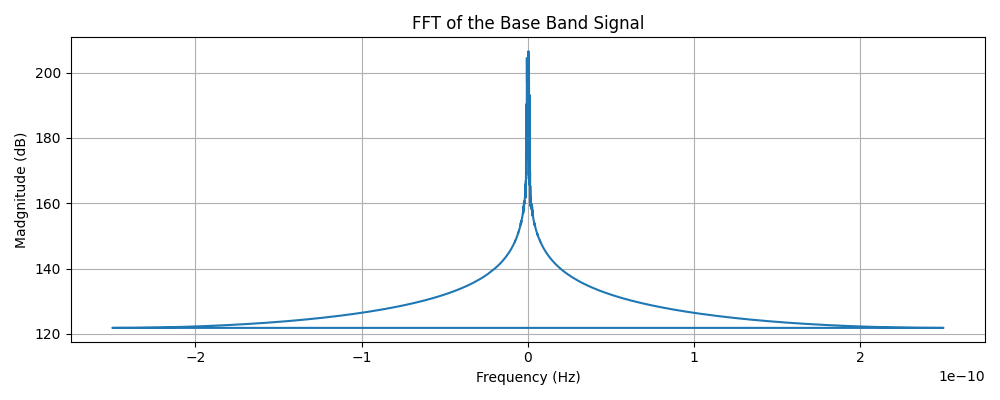 FFT of the Base Band Signal
Madgnitude (dB)
200
180
160
140
120
−2
−1
0
1
2
1e−10
Frequency (Hz)